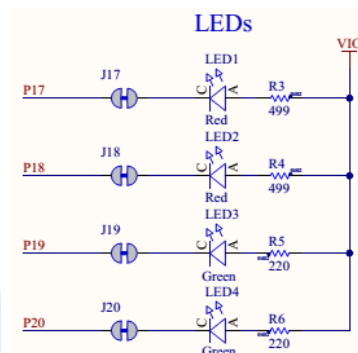 LEDs
VIO
LED1
J17
R3
P17
C
A
Red
499
LED2
J18
R4
P18
C
A
Red
499
LED3
J19
R5
P19
C
A
Green
220
LED4
J20
R6
P20
C
A
Green
220